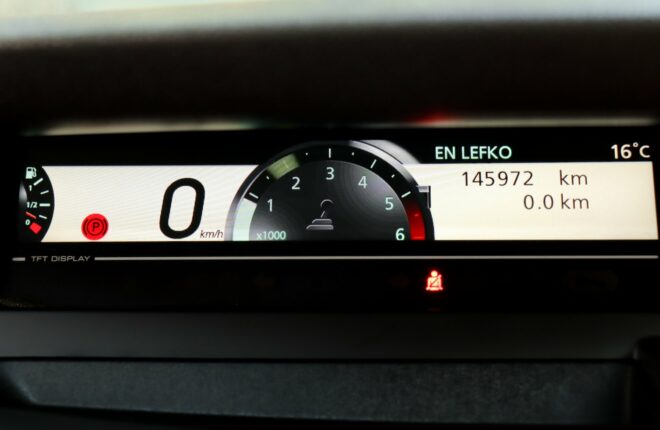 EN LEFKO 16°C
145972 km
0.0 km
1
1/2
0
P
0 km/h
1 2 3 4 5 6
x1000
TFT DISPLAY